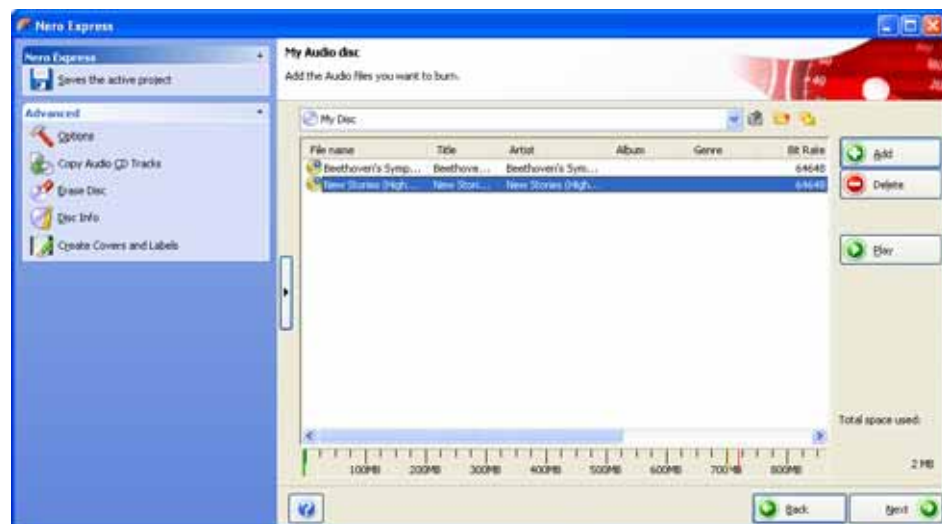 Nero Express
Nero Express
Saves the active project
Advanced
Options
Copy Audio CD Tracks
Erase Disc
Disc Info
Create Covers and Labels
My Audio disc
Add the Audio files you want to burn.
My Disc
File name Title Artist Album Genre Bit Rate
Beethoven's Symp... Beethove... Beethoven's Sym... 64648
New Stories (High... New Stori... New Stories (High... 64648
Add
Delete
Play
Total space used:
100MB 200MB 300MB 400MB 500MB 600MB 700MB 800MB
2 MB
Back Next